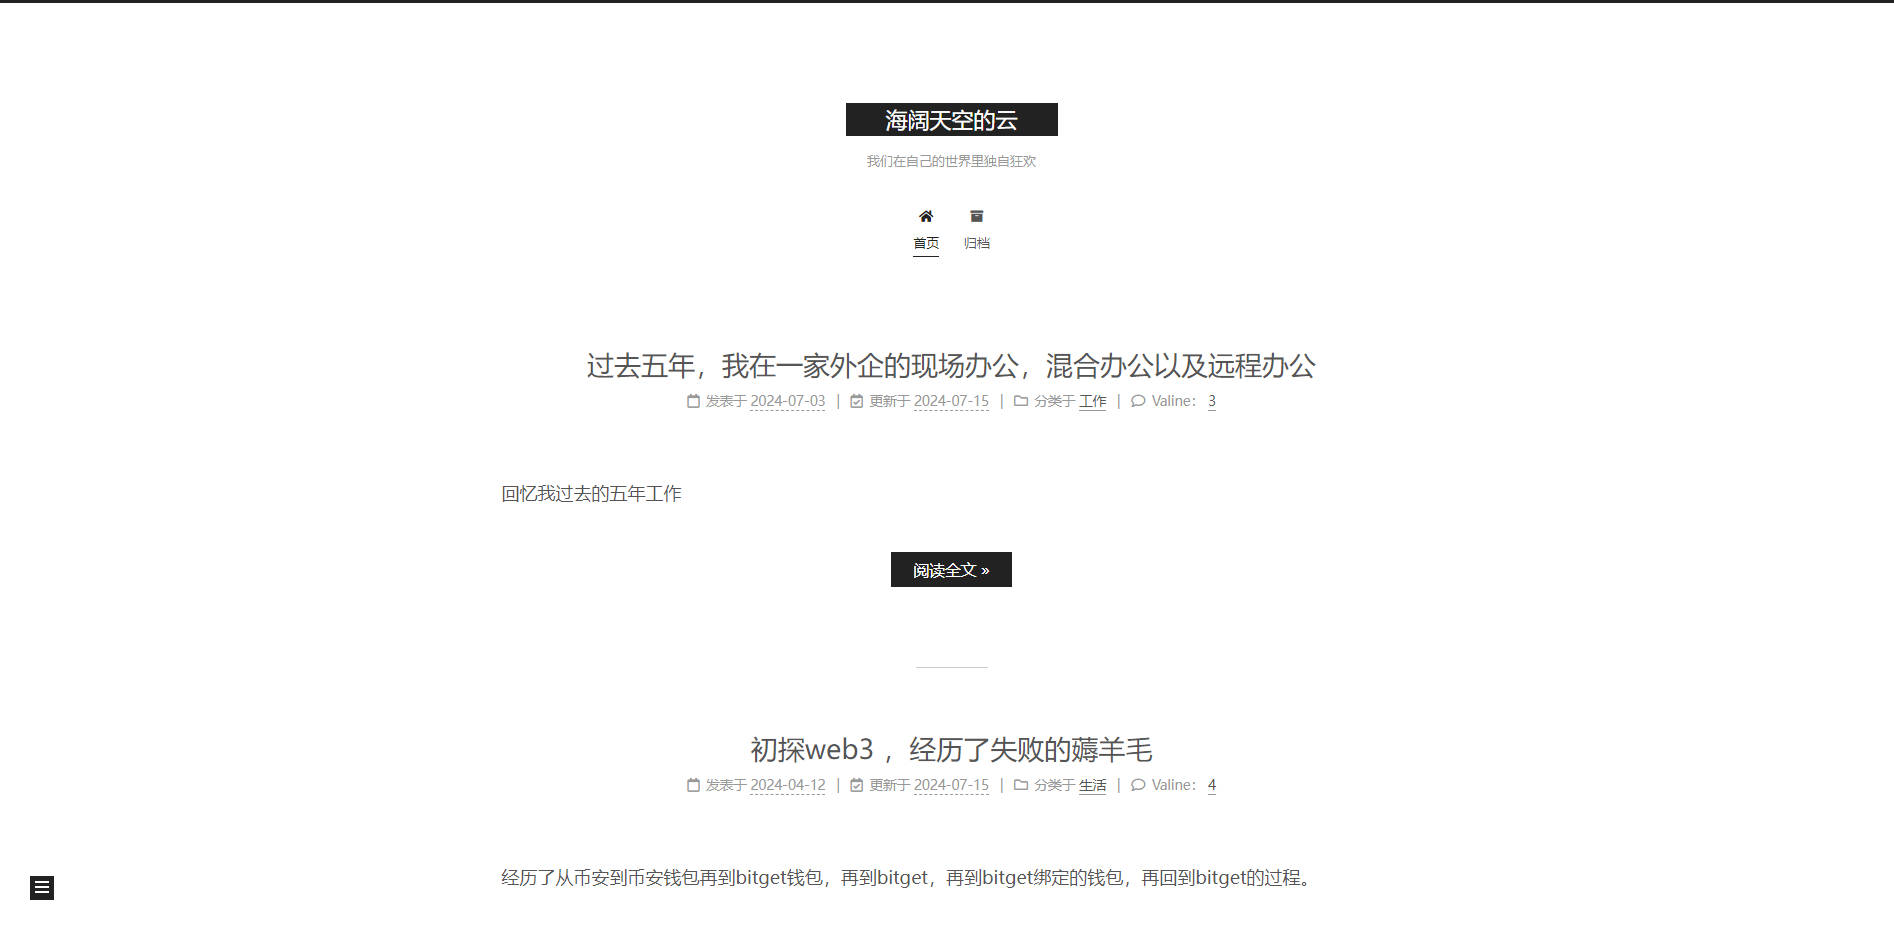 海阔天空的云
我们在自己的世界里独自狂欢
首页 归档
过去五年，我在一家外企的现场办公，混合办公以及远程办公
发表于 2024-07-03 | 更新于 2024-07-15 | 分类于 工作 | Valine： 3
回忆我过去的五年工作
阅读全文 »
初探web3 ，经历了失败的薅羊毛
发表于 2024-04-12 | 更新于 2024-07-15 | 分类于 生活 | Valine： 4
经历了从币安到币安钱包再到bitget钱包，再到bitget，再到bitget绑定的钱包，再回到bitget的过程。